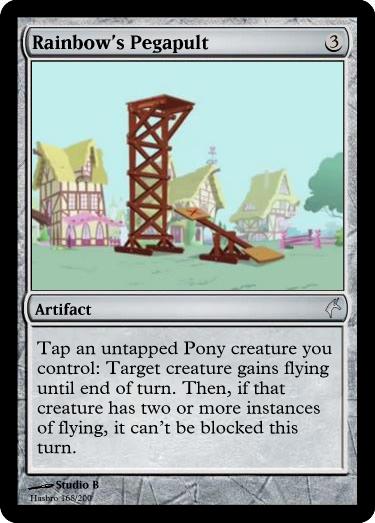 Rainbow's Pegapult 3
Artifact
Tap an untapped Pony creature you
control: Target creature gains flying
until end of turn. Then, if that
creature has two or more instances
of flying, it can't be blocked this
turn.
Studio B
Hasbro 168/200